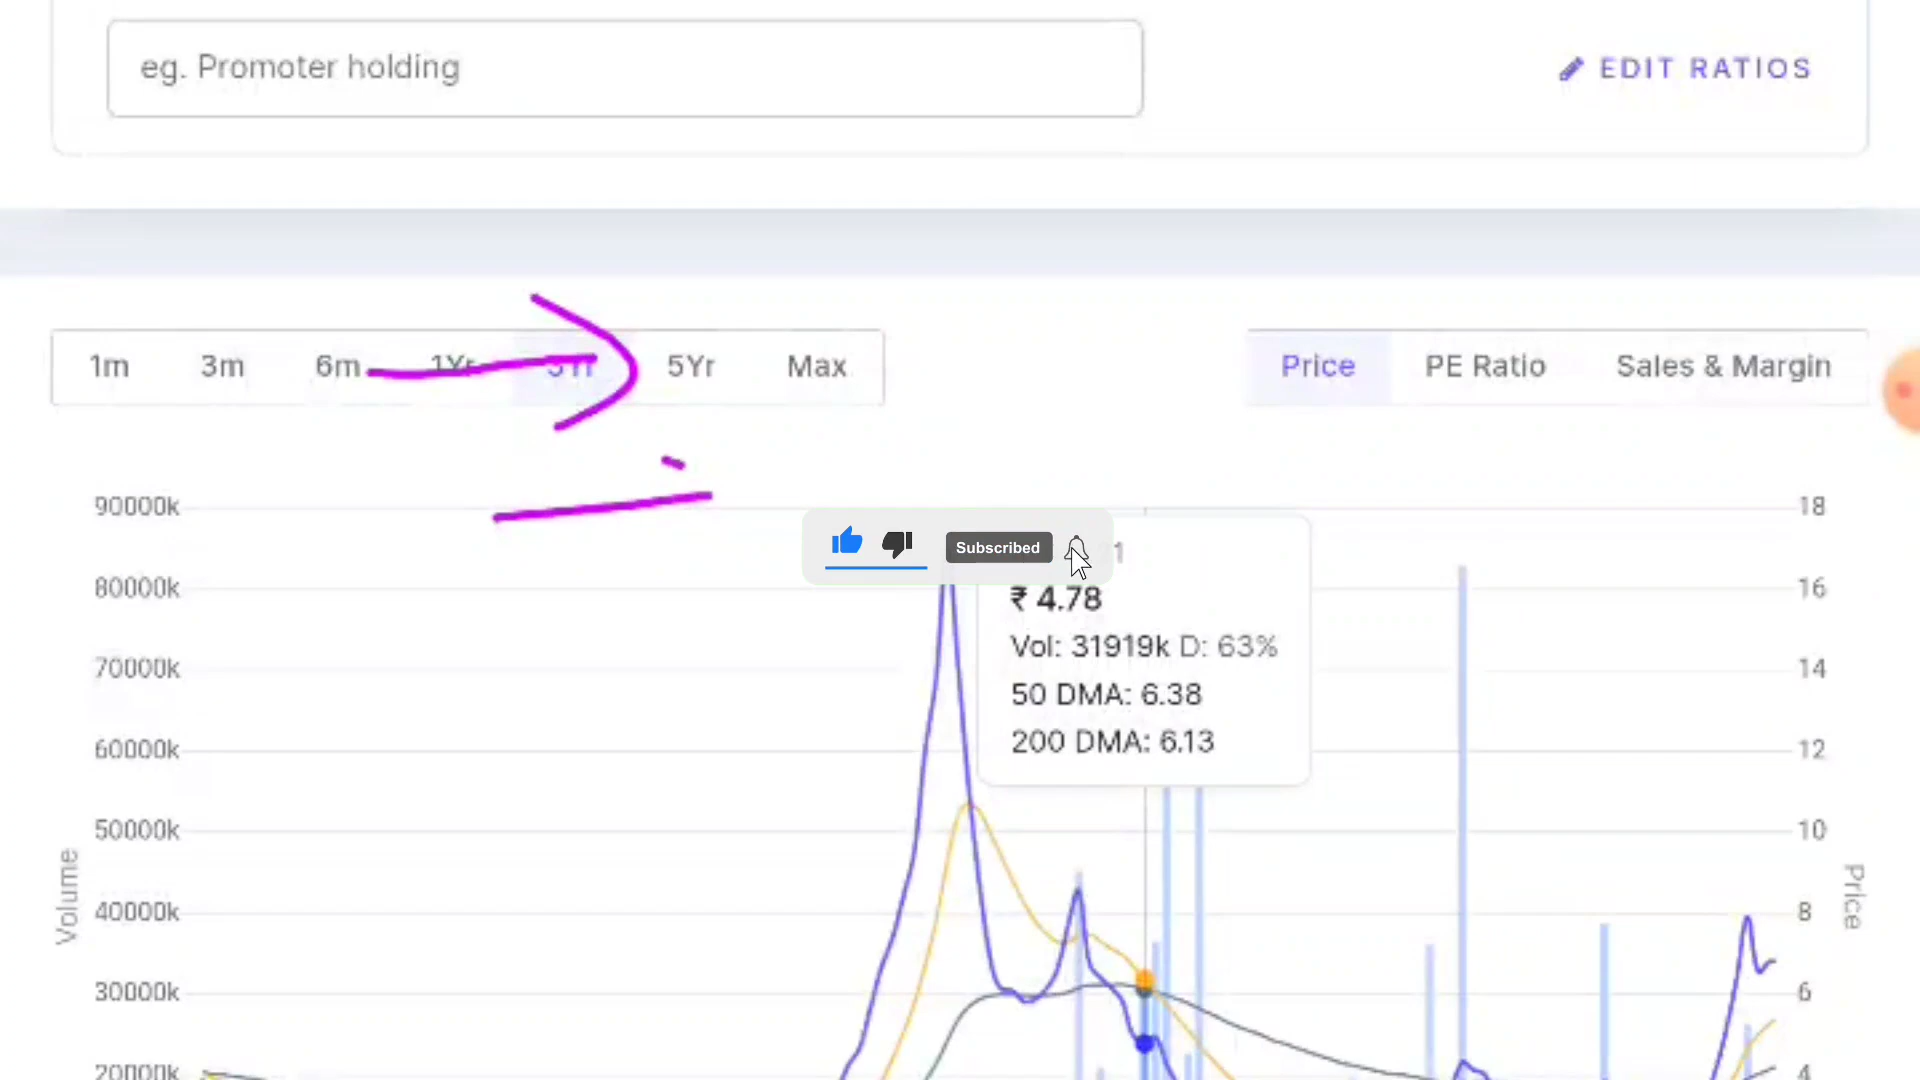 eg. Promoter holding
EDIT RATIOS
1m 3m 6m 1Yr 3Yr 5Yr Max
Price PE Ratio Sales & Margin
90000k 18
Subscribed
80000k 16
₹ 4.78
Vol: 31919k D: 63%
70000k 14
50 DMA: 6.38
60000k 12
200 DMA: 6.13
50000k 10
Volume
Price
40000k 8
30000k 6
20000k 4